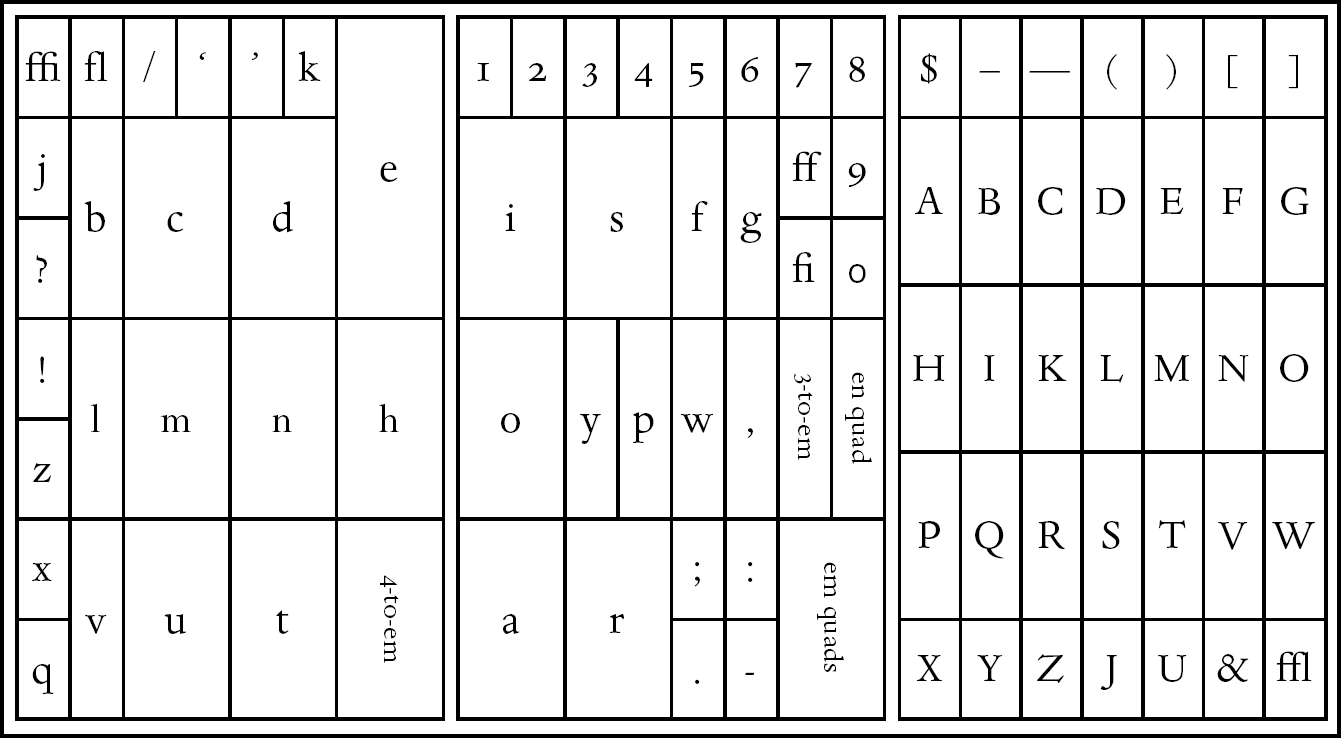 ffi fl / ‘ ’ k
e
j
b c d
?
!
l m n h
z
x
v u t 4-to-em
q
1 2 3 4 5 6 7 8
ff 9
i s f g
fi 0
o y p w , 3-to-em en quad
; :
a r em quads
. -
$ – — ( ) [ ]
A B C D E F G
H I K L M N O
P Q R S T V W
X Y Z J U & ffl